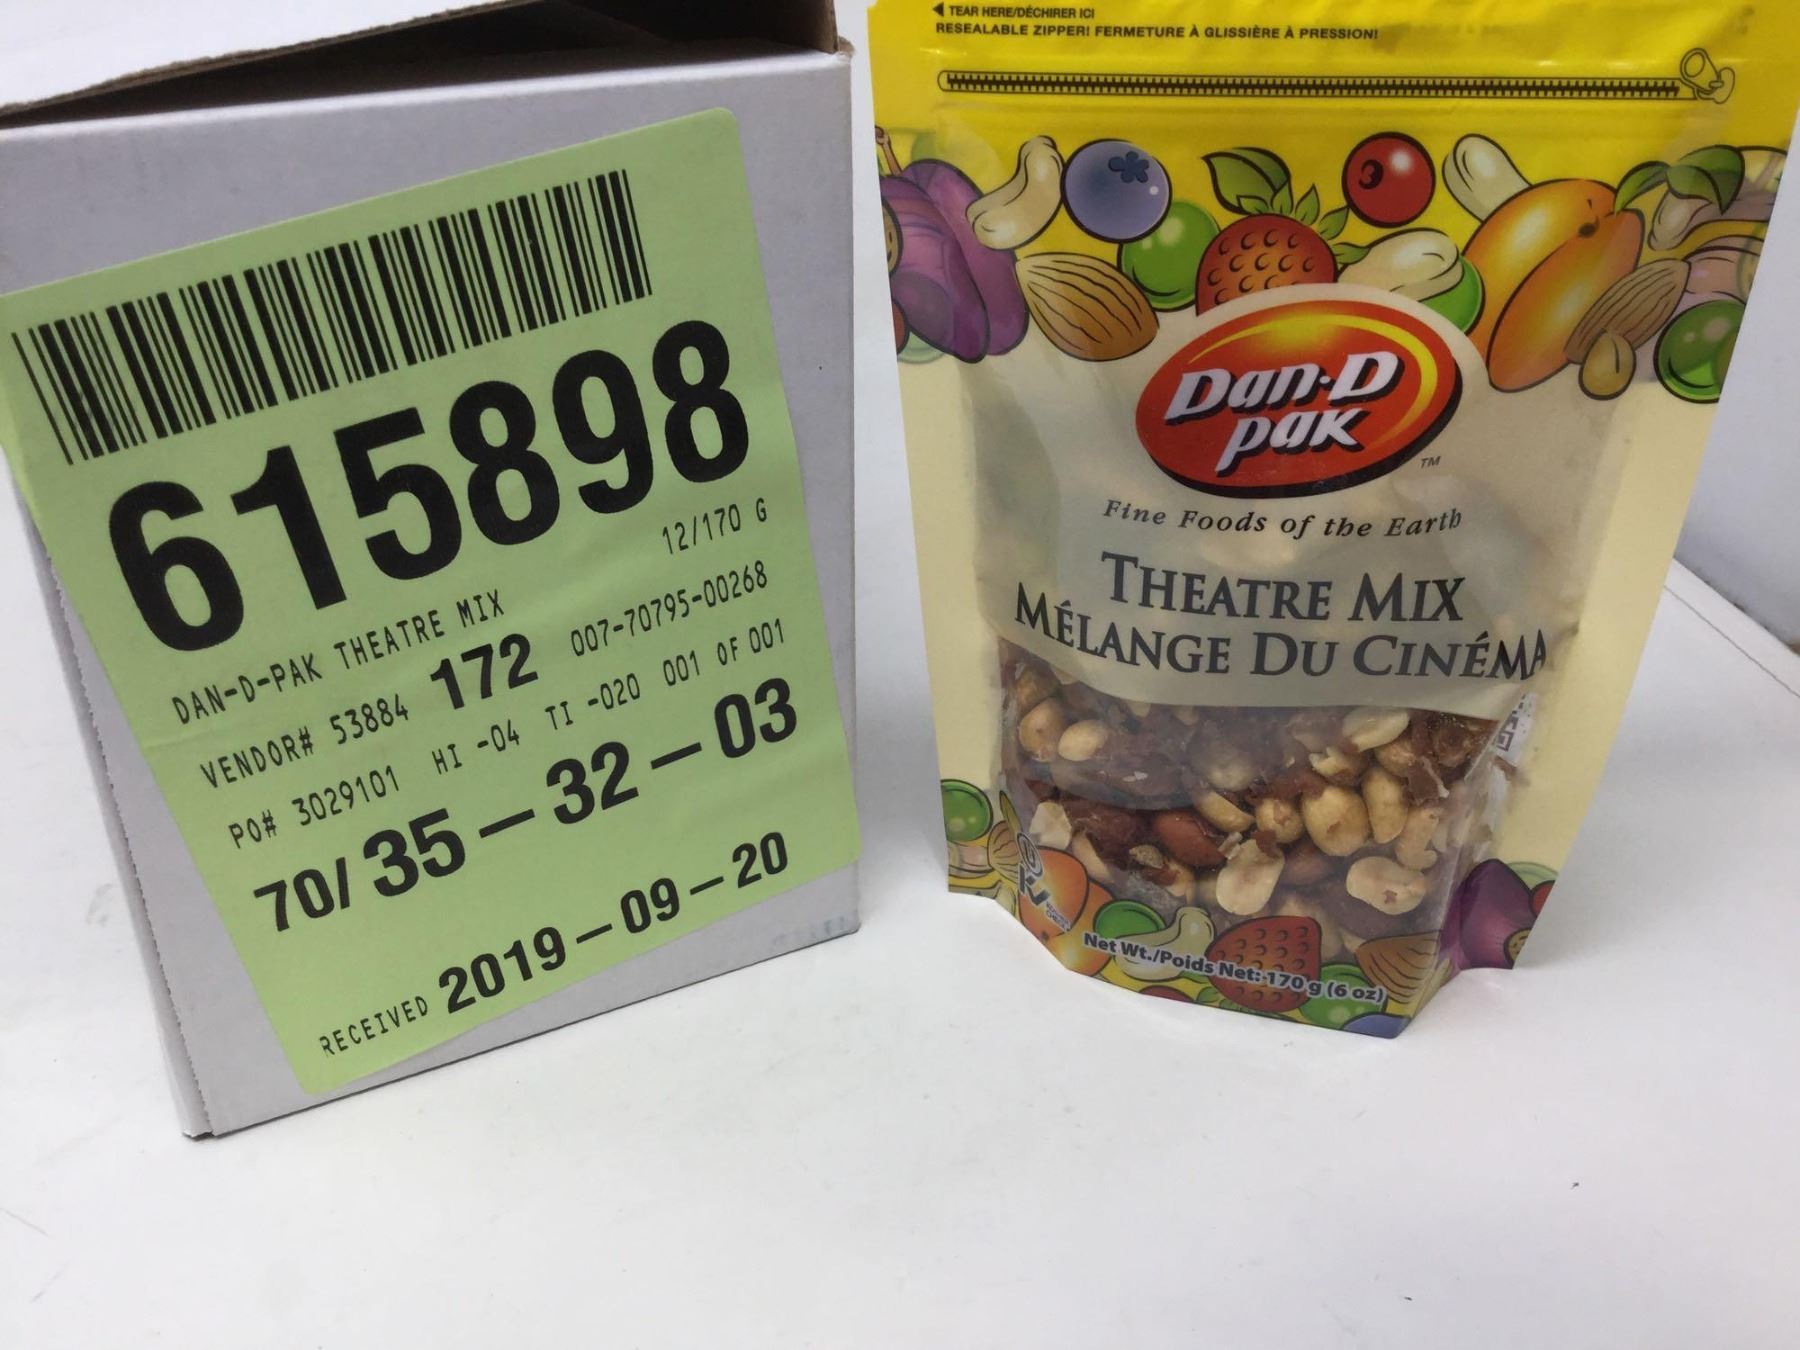 615898
12/170 G
DAN-D-PAK THEATRE MIX
VENDOR# 53884 172 007-70795-00268
PO# 3029101 HI -04 TI -020 001 OF 001
70/35-32-03
RECEIVED 2019-09-20
TEAR HERE/DÉCHIRER ICI
RESEALABLE ZIPPER! FERMETURE À GLISSIÈRE À PRESSION!
Dan·D
pak
TM
Fine Foods of the Earth
THEATRE MIX
MÉLANGE DU CINÉMA
Net Wt./Poids Net: 170 g (6 oz)